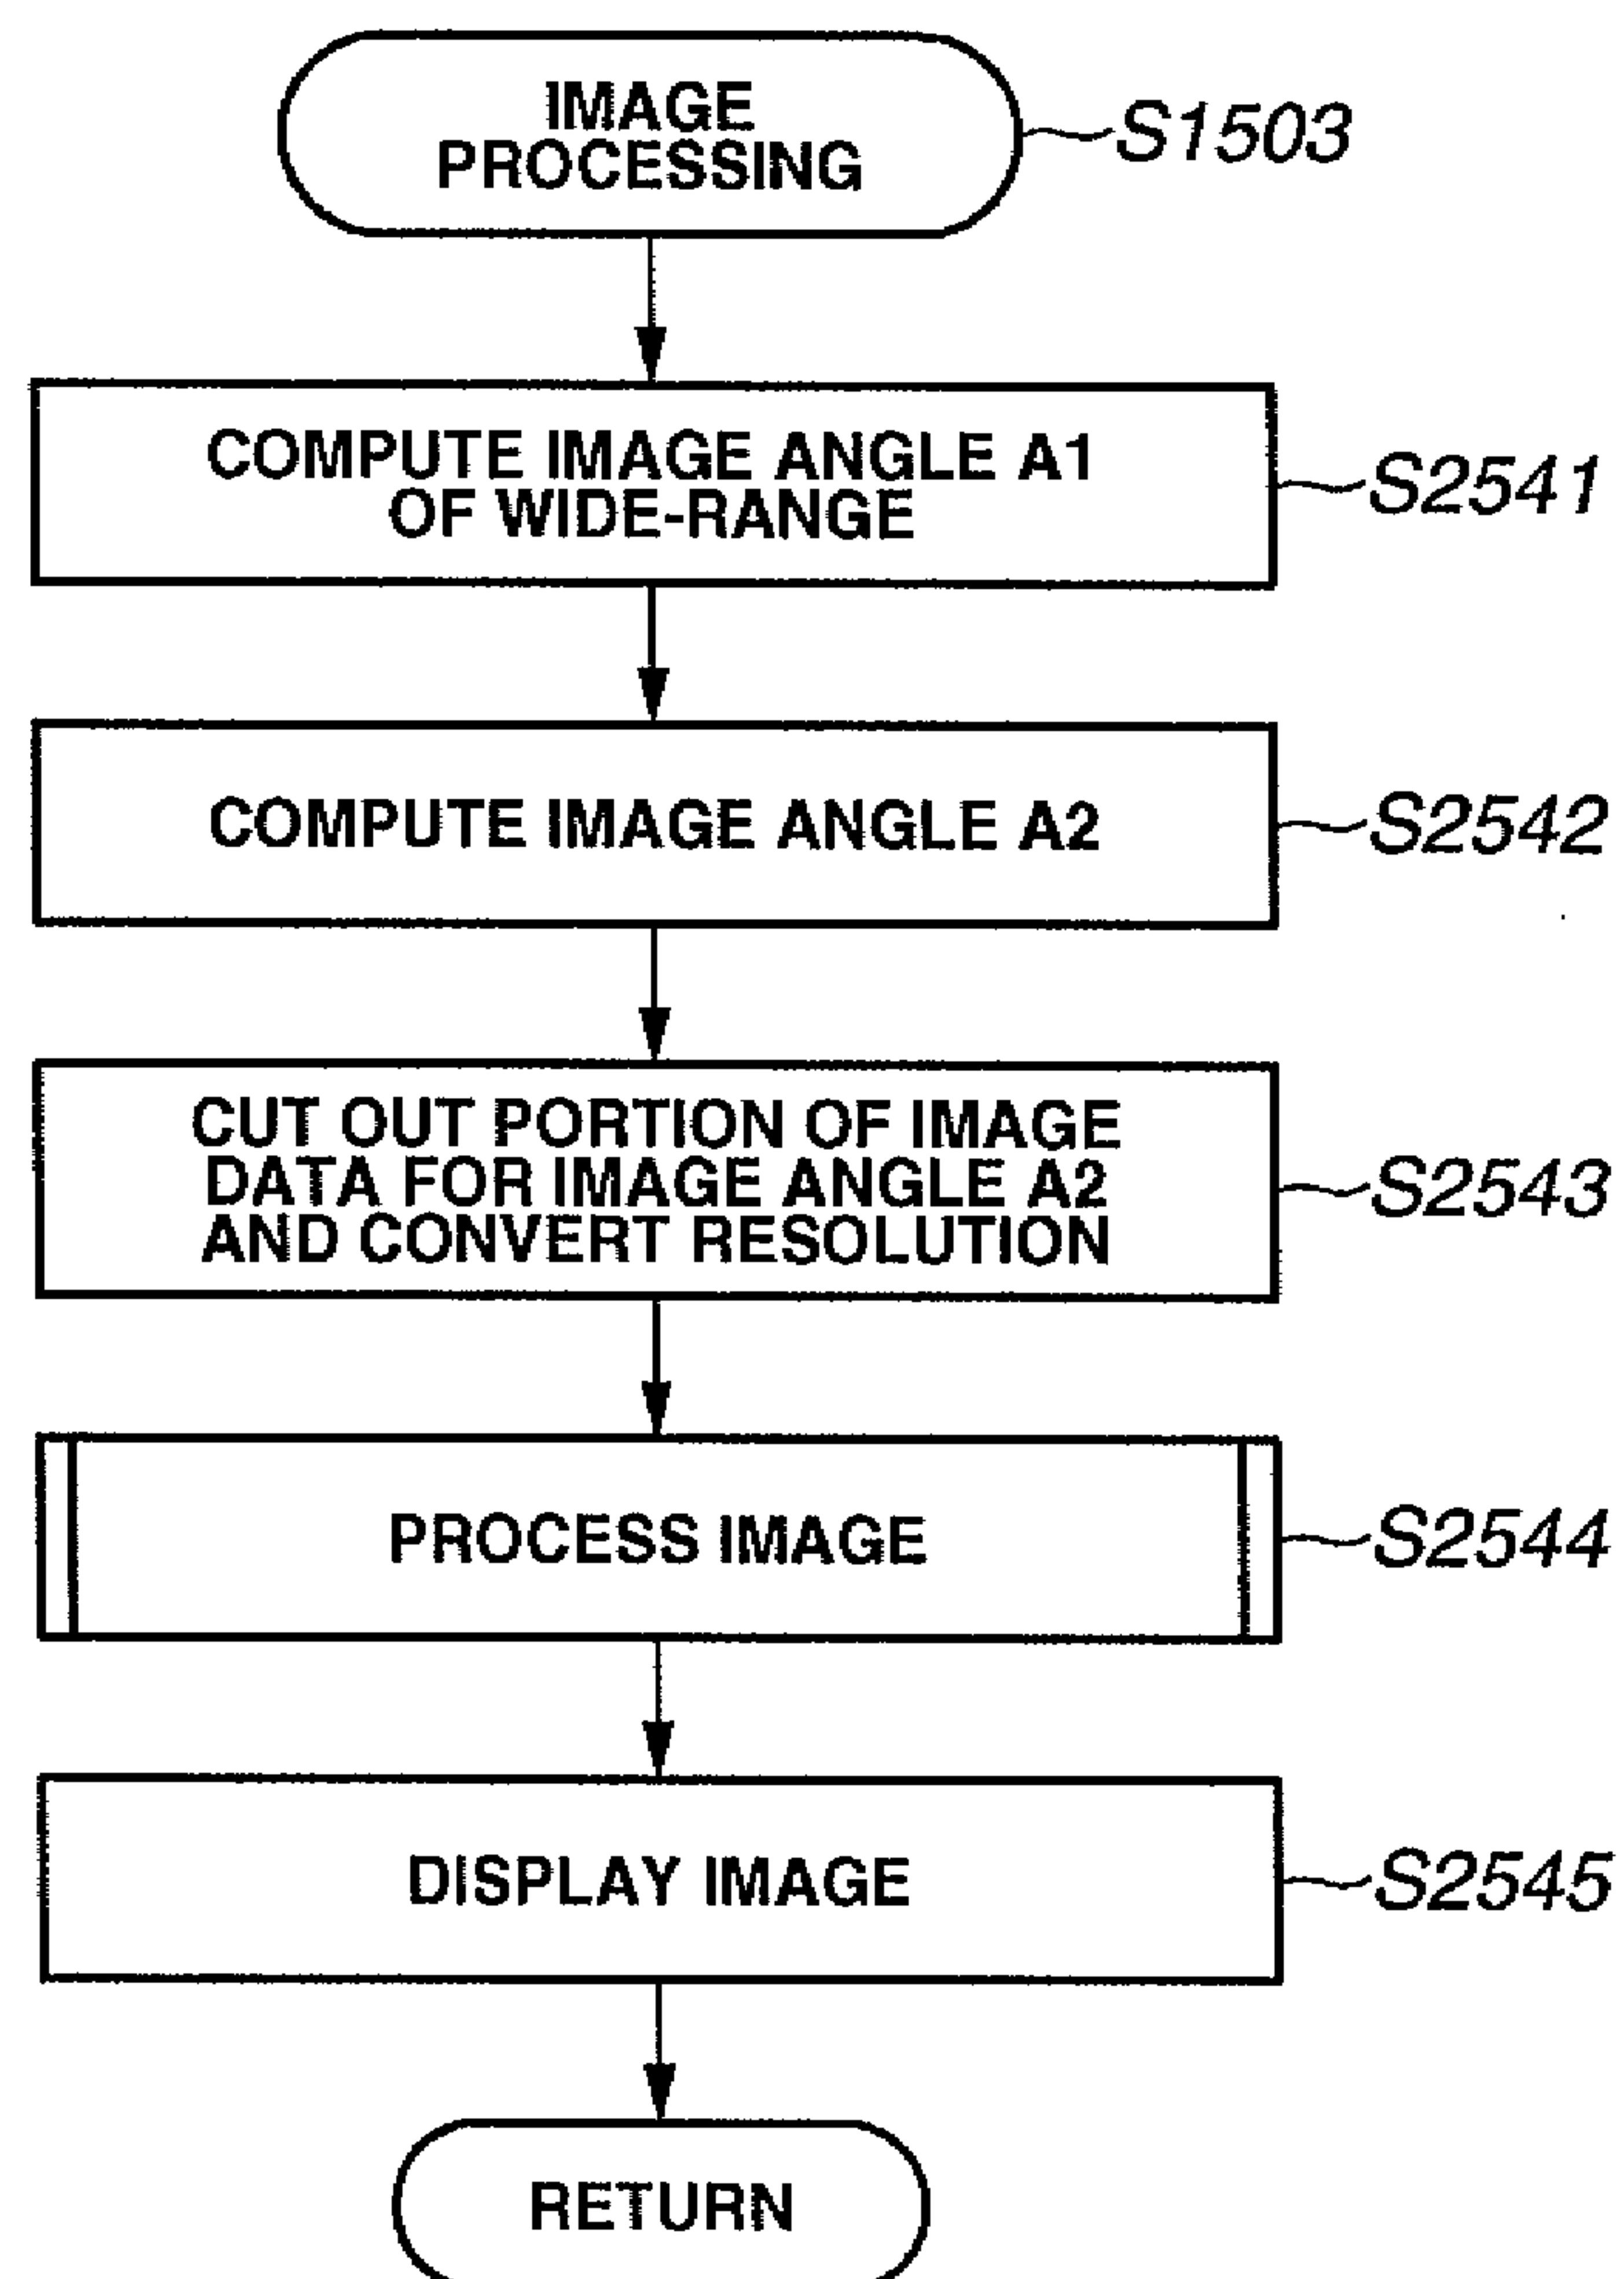 IMAGE
PROCESSING
S1503
COMPUTE IMAGE ANGLE A1
OF WIDE-RANGE
S2541
COMPUTE IMAGE ANGLE A2
S2542
CUT OUT PORTION OF IMAGE
DATA FOR IMAGE ANGLE A2
AND CONVERT RESOLUTION
S2543
PROCESS IMAGE
S2544
DISPLAY IMAGE
S2545
RETURN